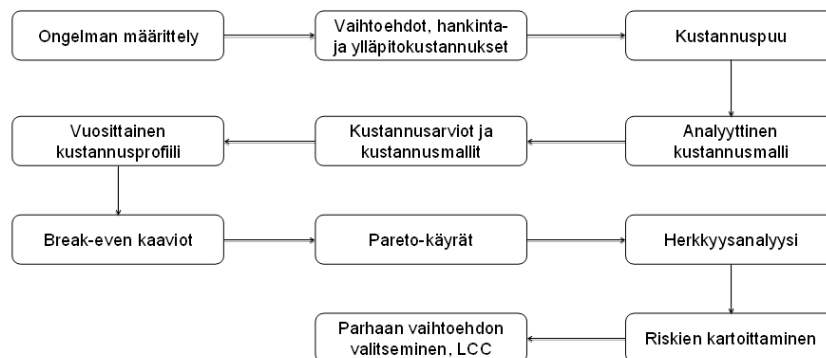 Ongelman määrittely
Vaihtoehdot, hankinta-
ja ylläpitokustannukset
Kustannuspuu
Analyyttinen
kustannusmalli
Kustannusarviot ja
kustannusmallit
Vuosittainen
kustannusprofiili
Break-even kaaviot
Pareto-käyrät
Herkkyysanalyysi
Riskien kartoittaminen
Parhaan vaihtoehdon
valitseminen, LCC